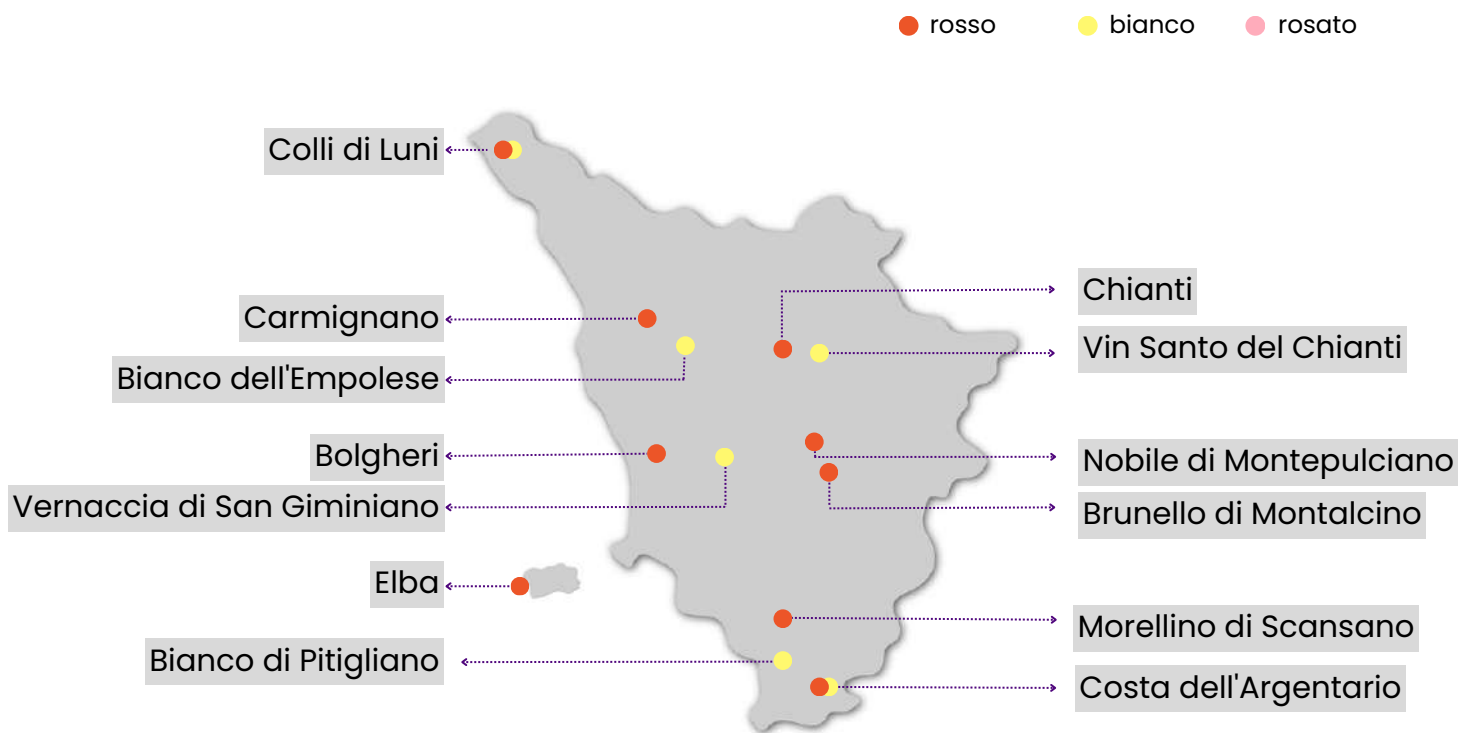 rosso
bianco
rosato
Colli di Luni
Carmignano
Bianco dell'Empolese
Bolgheri
Vernaccia di San Giminiano
Elba
Bianco di Pitigliano
Chianti
Vin Santo del Chianti
Nobile di Montepulciano
Brunello di Montalcino
Morellino di Scansano
Costa dell'Argentario